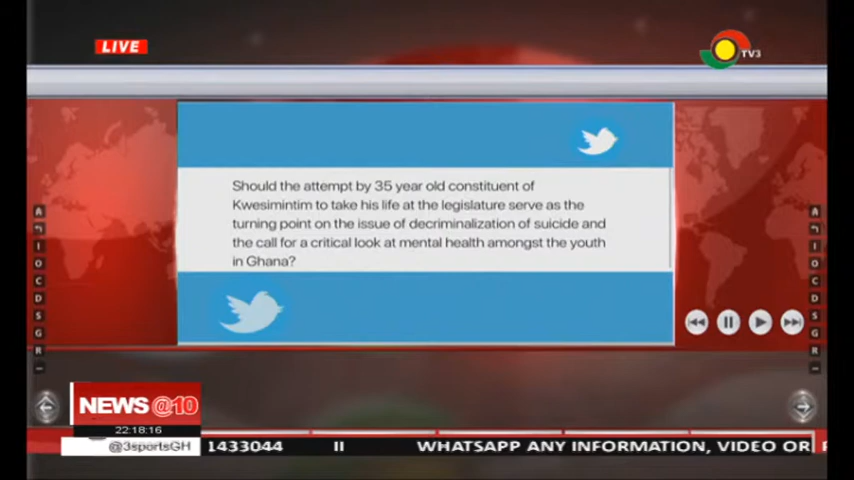 LIVE
TV3
Should the attempt by 35 year old constituent of
Kwesimintim to take his life at the legislature serve as the
turning point on the issue of decriminalization of suicide and
the call for a critical look at mental health amongst the youth
in Ghana?
NEWS@10
22:18:16
@3sportsGH
1433044 II WHATSAPP ANY INFORMATION, VIDEO OR